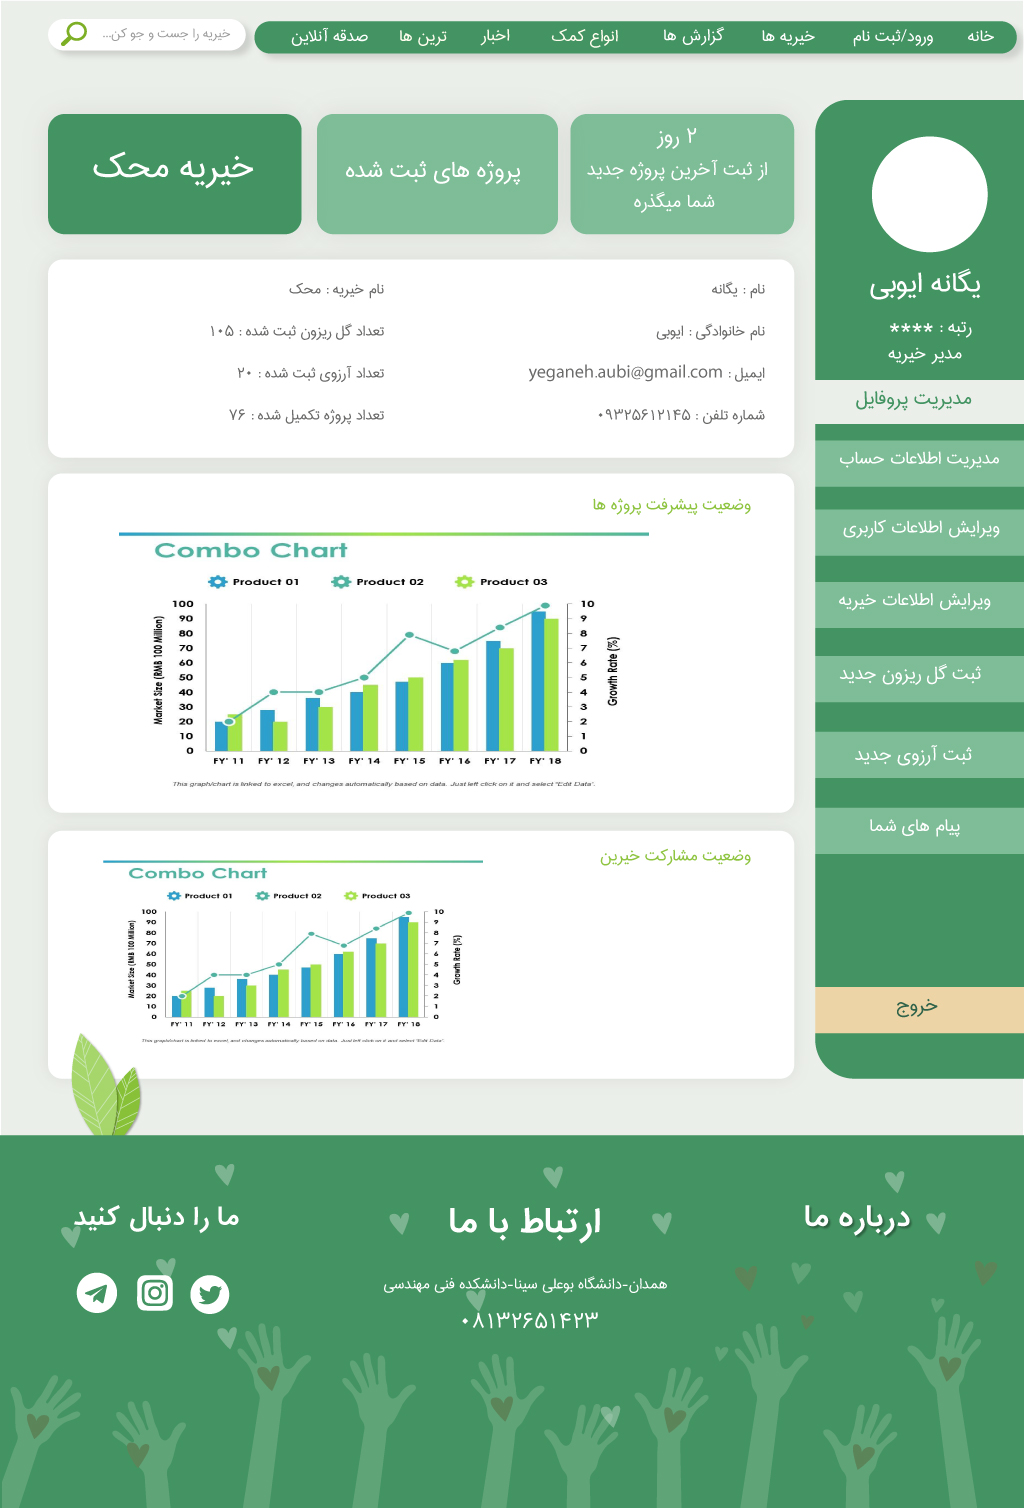 خانه
ورود/ثبت نام
خیریه ها
گزارش ها
انواع کمک
اخبار
ترین ها
صدقه آنلاین
خیریه را جست و جو کن...
یگانه ایوبی
رتبه : ****
مدیر خیریه
مدیریت پروفایل
مدیریت اطلاعات حساب
ویرایش اطلاعات کاربری
ویرایش اطلاعات خیریه
ثبت گل ریزون جدید
ثبت آرزوی جدید
پیام های شما
خروج
۲ روز
از ثبت آخرین پروژه جدید
شما میگذره
پروژه های ثبت شده
خیریه محک
نام : یگانه
نام خیریه : محک
نام خانوادگی : ایوبی
تعداد گل ریزون ثبت شده : ۱۰۵
ایمیل : yeganeh.aubi@gmail.com
تعداد آرزوی ثبت شده : ۲۰
شماره تلفن : ۰۹۳۲۵۶۱۲۱۴۵
تعداد پروژه تکمیل شده : ۷۶
وضعیت پیشرفت پروژه ها
Combo Chart
Product 01 Product 02 Product 03
Market Size (RMB 100 Million)
100
90
80
70
60
50
40
30
20
10
0
10
9
8
7
6
5
4
3
2
1
0
Growth Rate (%)
FY' 11 FY' 12 FY' 13 FY' 14 FY' 15 FY' 16 FY' 17 FY' 18
This graph/chart is linked to excel, and changes automatically based on data. Just left click on it and select "Edit Data".
وضعیت مشارکت خیرین
Combo Chart
Product 01 Product 02 Product 03
Market Size (RMB 100 Million)
100
90
80
70
60
50
40
30
20
10
0
10
9
8
7
6
5
4
3
2
1
0
Growth Rate (%)
FY' 11 FY' 12 FY' 13 FY' 14 FY' 15 FY' 16 FY' 17 FY' 18
This graph/chart is linked to excel, and changes automatically based on data. Just left click on it and select "Edit Data".
درباره ما
ارتباط با ما
همدان-دانشگاه بوعلی سینا-دانشکده فنی مهندسی
۰۸۱۳۲۶۵۱۴۲۳
ما را دنبال کنید